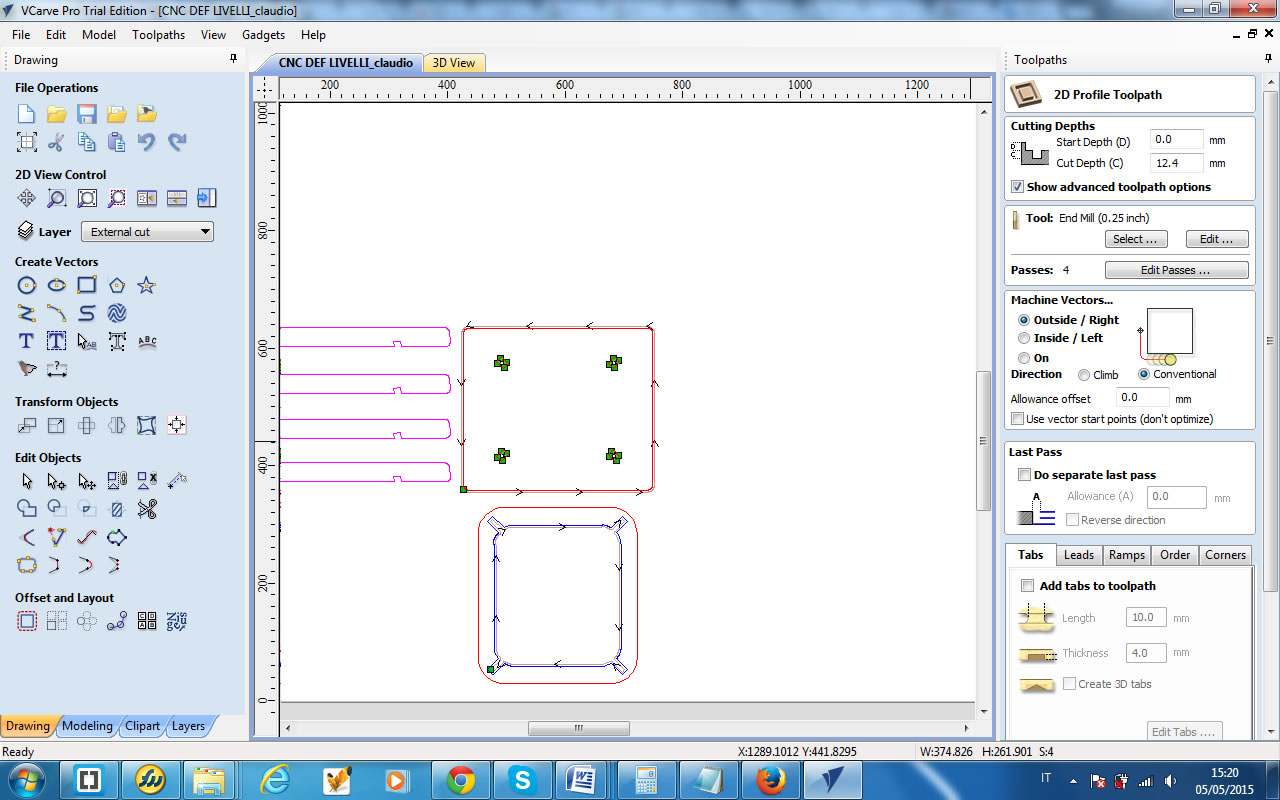 VCarve Pro Trial Edition - [CNC DEF LIVELLI_claudio]
File Edit Model Toolpaths View Gadgets Help
Drawing
File Operations
2D View Control
Layer External cut
Create Vectors
Transform Objects
Edit Objects
Offset and Layout
Drawing Modeling Clipart Layers
CNC DEF LIVELLI_claudio 3D View
200 400 600 800 1000 1200
1000
800
600
400
200
0
Toolpaths
2D Profile Toolpath
Cutting Depths
Start Depth (D) 0.0 mm
Cut Depth (C) 12.4 mm
Show advanced toolpath options
Tool: End Mill (0.25 inch)
Select ... Edit ...
Passes: 4 Edit Passes ...
Machine Vectors...
Outside / Right
Inside / Left
On
Direction Climb Conventional
Allowance offset 0.0 mm
Use vector start points (don't optimize)
Last Pass
Do separate last pass
A
Allowance (A) 0.0 mm
Reverse direction
Tabs Leads Ramps Order Corners
Add tabs to toolpath
Length 10.0 mm
Thickness 4.0 mm
Create 3D tabs
Edit Tabs ....
Ready X:1289.1012 Y:441.8295 W:374.826 H:261.901 S:4
IT 15:20
05/05/2015